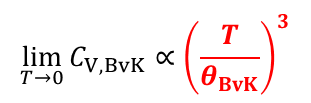 lim T→0 C_V,BvK ∝ (T/θ_BvK)^3